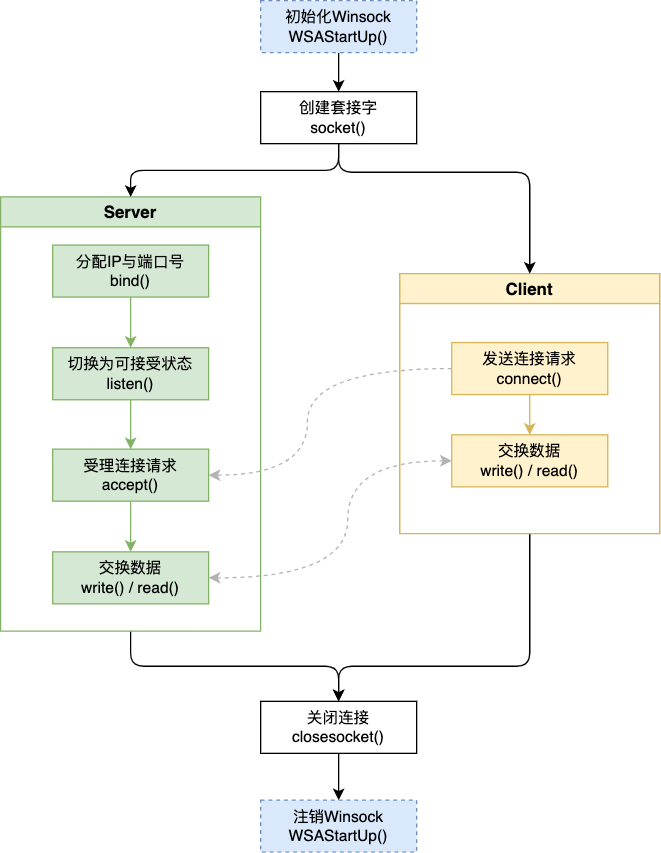 初始化Winsock
WSAStartUp()
创建套接字
socket()
Server
分配IP与端口号
bind()
切换为可接受状态
listen()
受理连接请求
accept()
交换数据
write() / read()
Client
发送连接请求
connect()
交换数据
write() / read()
关闭连接
closesocket()
注销Winsock
WSAStartUp()